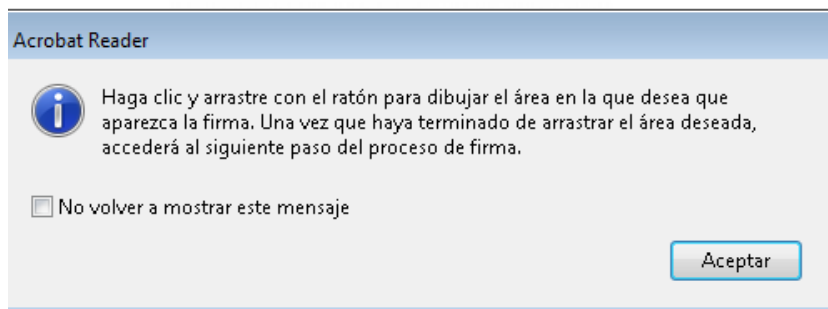 Acrobat Reader
Haga clic y arrastre con el ratón para dibujar el área en la que desea que
aparezca la firma. Una vez que haya terminado de arrastrar el área deseada,
accederá al siguiente paso del proceso de firma.
No volver a mostrar este mensaje
Aceptar